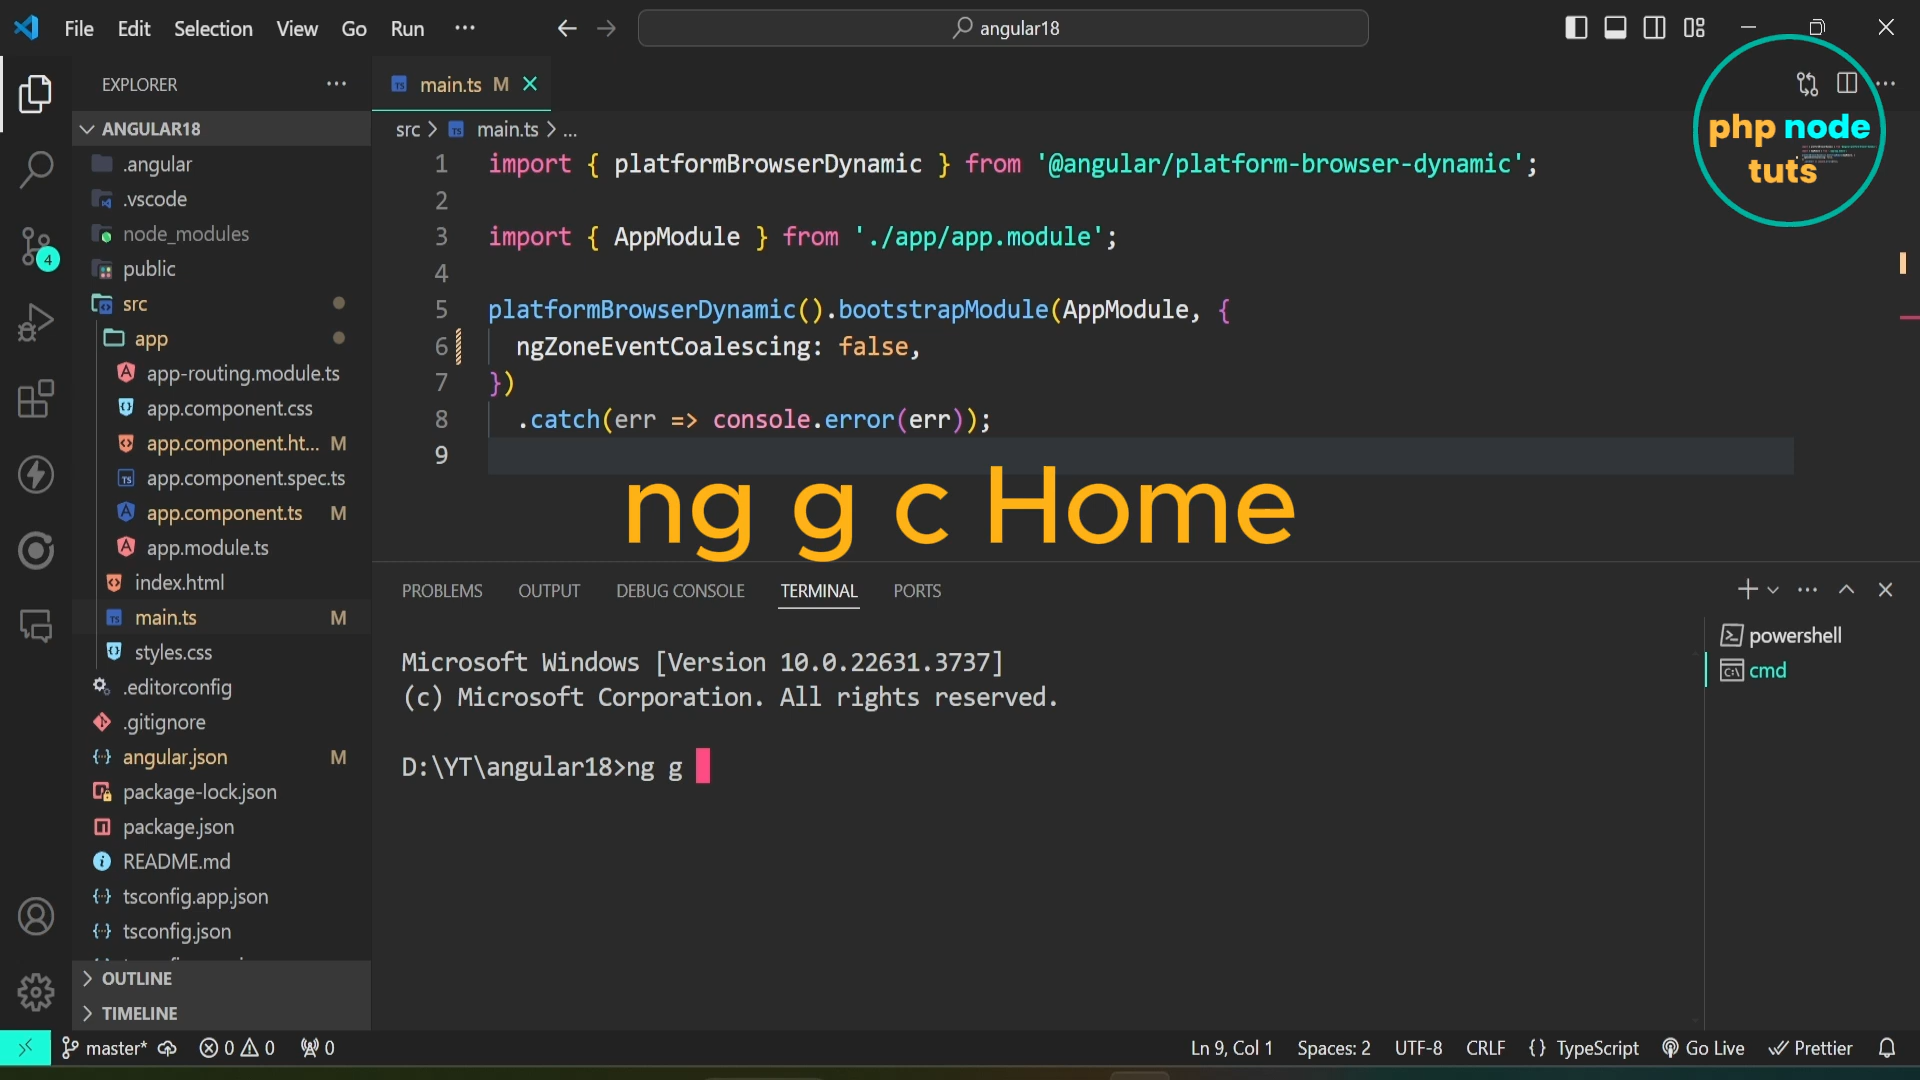 File Edit Selection View Go Run ...
angular18
EXPLORER ...
ANGULAR18
.angular
.vscode
node_modules
public
src
app
app-routing.module.ts
app.component.css
app.component.ht... M
app.component.spec.ts
app.component.ts M
app.module.ts
index.html
main.ts M
styles.css
.editorconfig
.gitignore
angular.json M
package-lock.json
package.json
README.md
tsconfig.app.json
tsconfig.json
OUTLINE
TIMELINE
4
main.ts M
src > main.ts > ...
1 import { platformBrowserDynamic } from '@angular/platform-browser-dynamic';
2
3 import { AppModule } from './app/app.module';
4
5 platformBrowserDynamic().bootstrapModule(AppModule, {
6 ngZoneEventCoalescing: false,
7 })
8 .catch(err => console.error(err));
9
php node
tuts
ng g c Home
PROBLEMS OUTPUT DEBUG CONSOLE TERMINAL PORTS
Microsoft Windows [Version 10.0.22631.3737]
(c) Microsoft Corporation. All rights reserved.
D:\YT\angular18>ng g
powershell
cmd
master* 0 0 0
Ln 9, Col 1 Spaces: 2 UTF-8 CRLF {} TypeScript Go Live Prettier